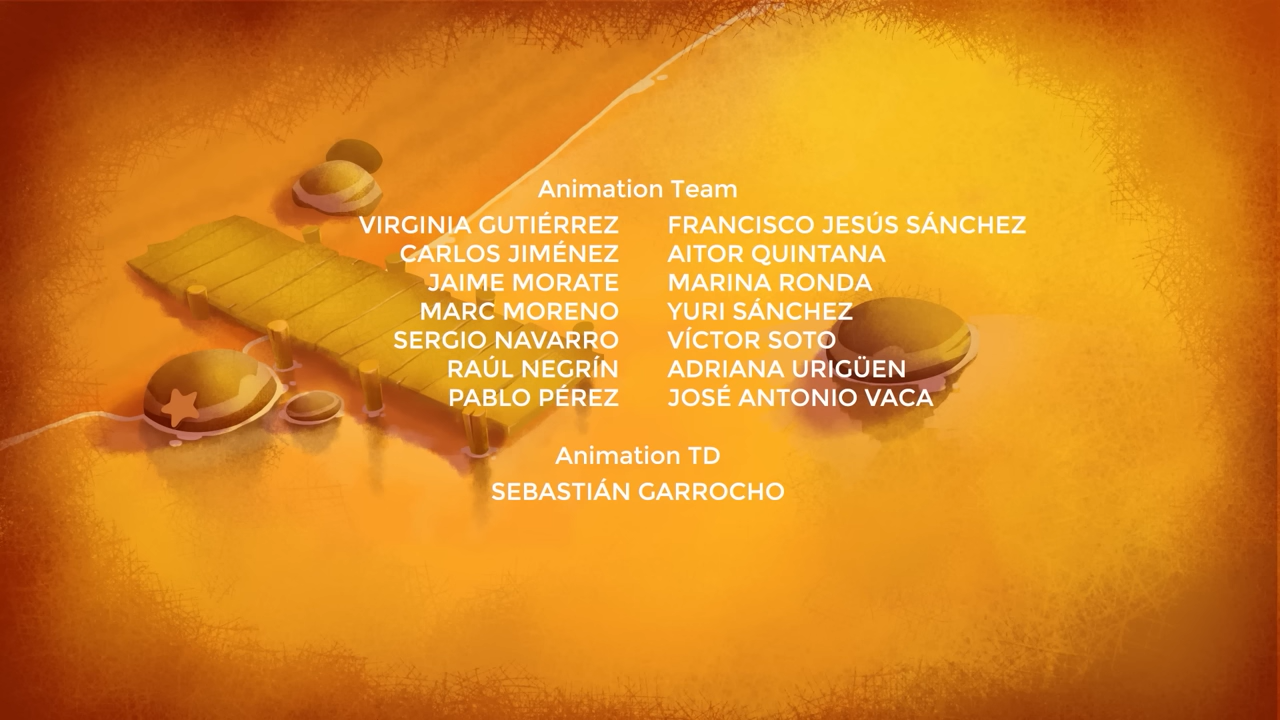 Animation Team
VIRGINIA GUTIÉRREZ FRANCISCO JESÚS SÁNCHEZ
CARLOS JIMÉNEZ AITOR QUINTANA
JAIME MORATE MARINA RONDA
MARC MORENO YURI SÁNCHEZ
SERGIO NAVARRO VÍCTOR SOTO
RAÚL NEGRÍN ADRIANA URIGÜEN
PABLO PÉREZ JOSÉ ANTONIO VACA
Animation TD
SEBASTIÁN GARROCHO